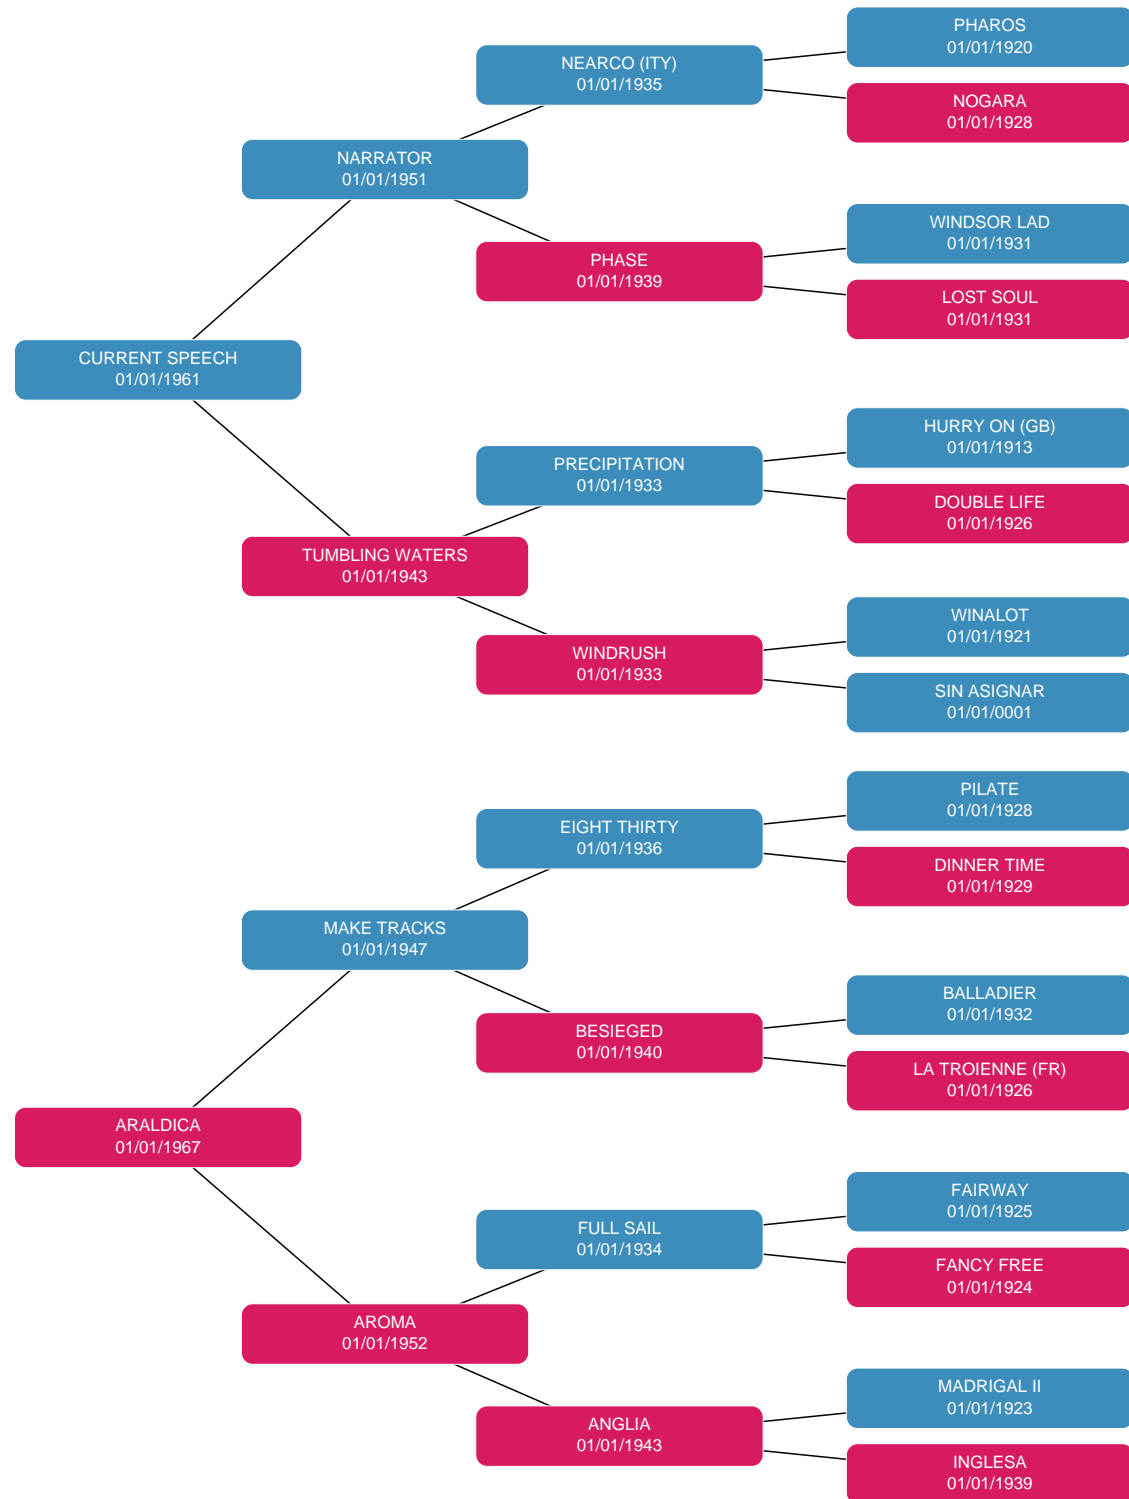 PHAROS
01/01/1920
NEARCO (ITY)
01/01/1935
NOGARA
01/01/1928
NARRATOR
01/01/1951
WINDSOR LAD
01/01/1931
PHASE
01/01/1939
LOST SOUL
01/01/1931
CURRENT SPEECH
01/01/1961
HURRY ON (GB)
01/01/1913
PRECIPITATION
01/01/1933
DOUBLE LIFE
01/01/1926
TUMBLING WATERS
01/01/1943
WINALOT
01/01/1921
WINDRUSH
01/01/1933
SIN ASIGNAR
01/01/0001
PILATE
01/01/1928
EIGHT THIRTY
01/01/1936
DINNER TIME
01/01/1929
MAKE TRACKS
01/01/1947
BALLADIER
01/01/1932
BESIEGED
01/01/1940
LA TROIENNE (FR)
01/01/1926
ARALDICA
01/01/1967
FAIRWAY
01/01/1925
FULL SAIL
01/01/1934
FANCY FREE
01/01/1924
AROMA
01/01/1952
MADRIGAL II
01/01/1923
ANGLIA
01/01/1943
INGLESA
01/01/1939